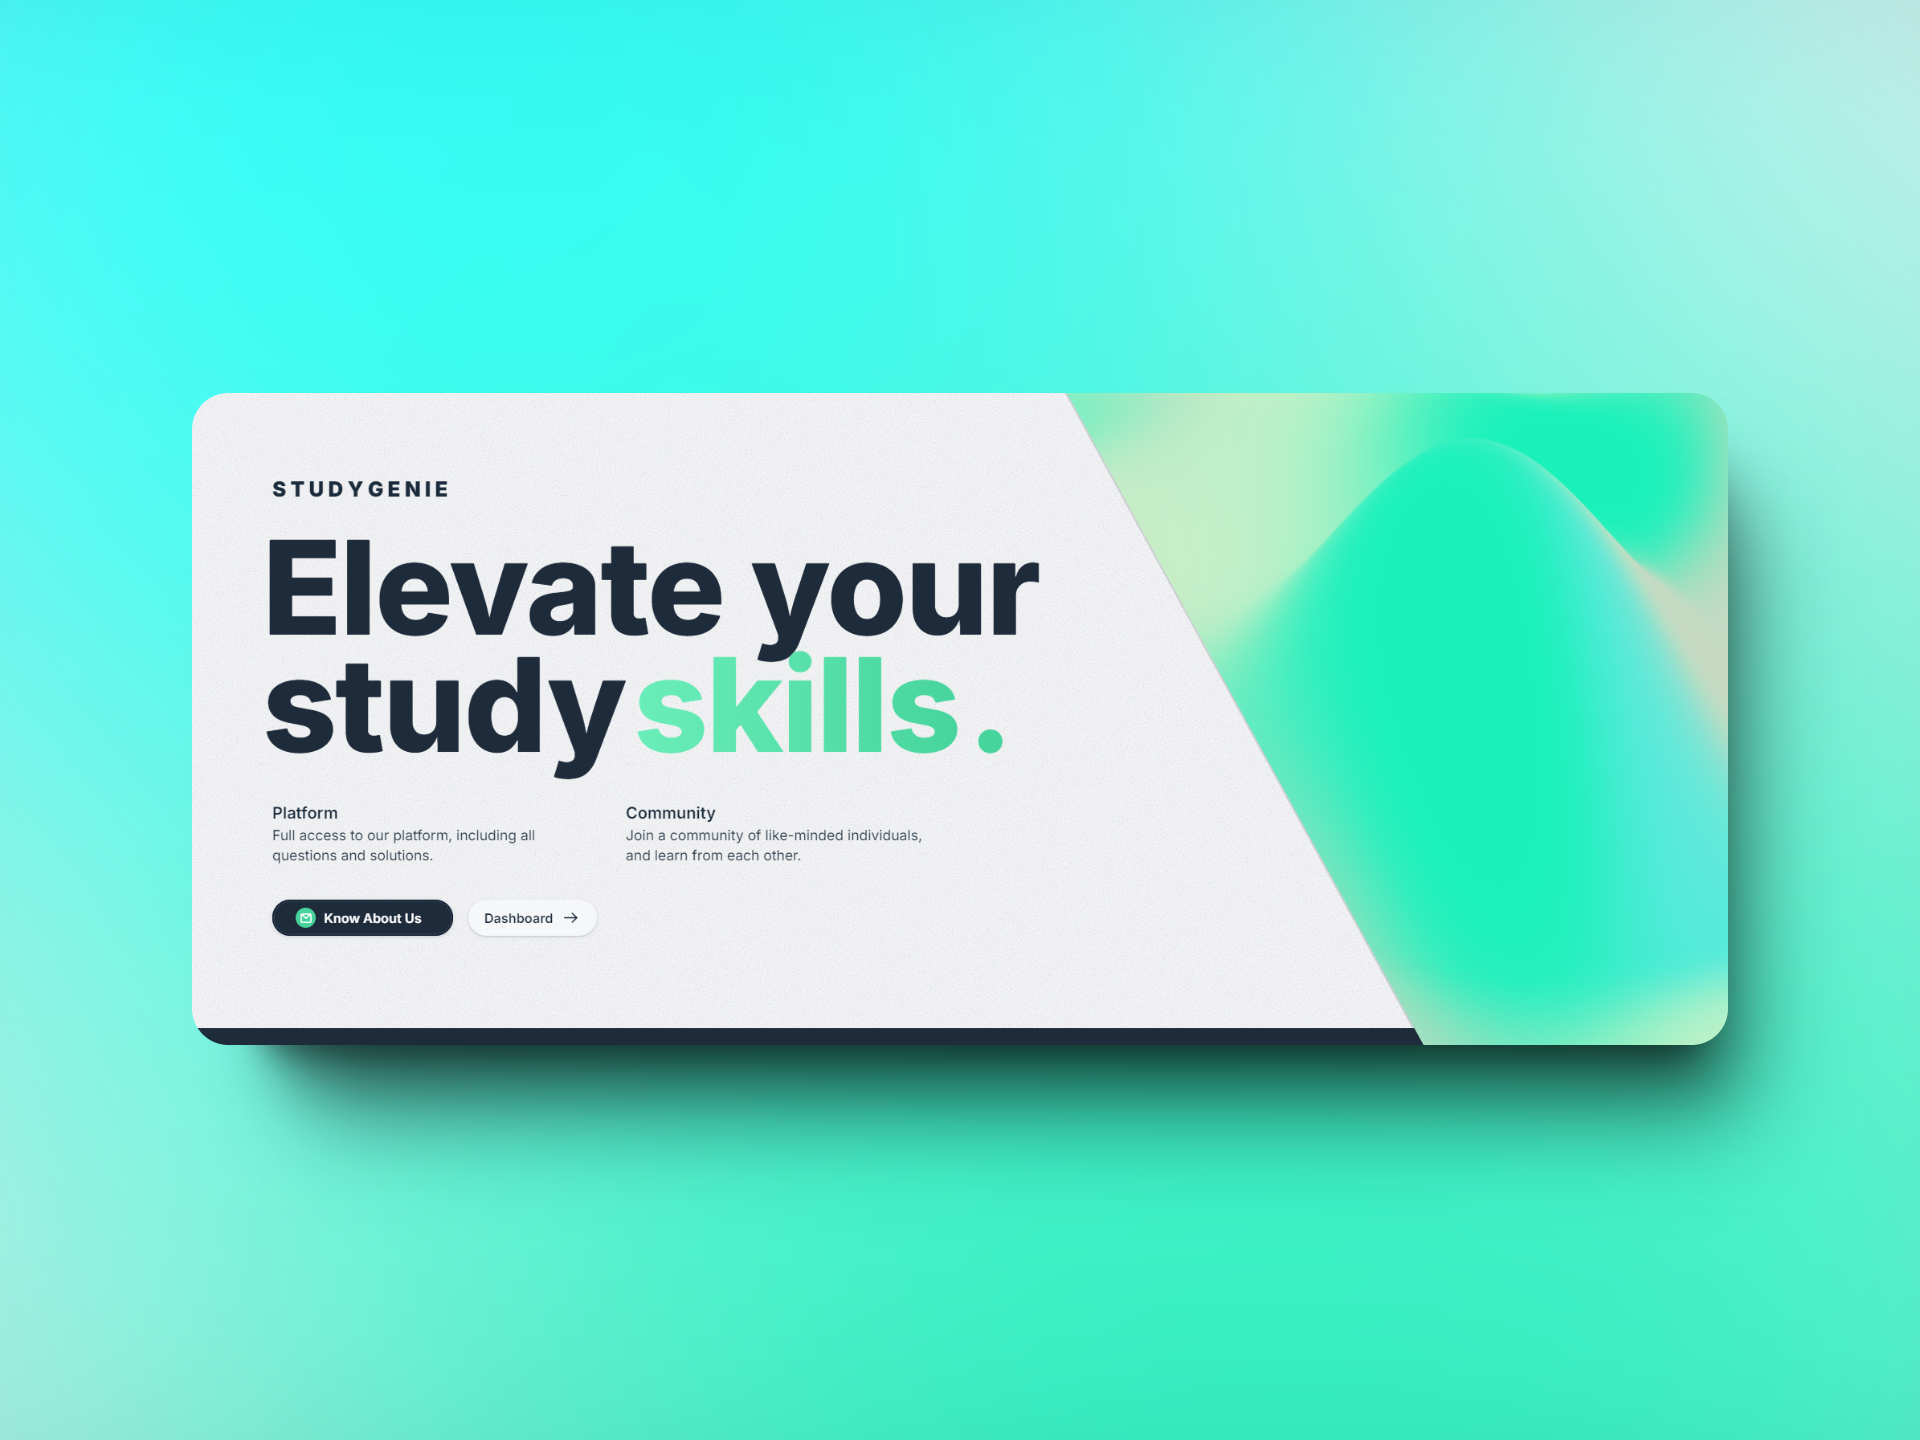 STUDYGENIE
Elevate your
study skills.
Platform
Full access to our platform, including all
questions and solutions.
Community
Join a community of like-minded individuals,
and learn from each other.
Know About Us
Dashboard →